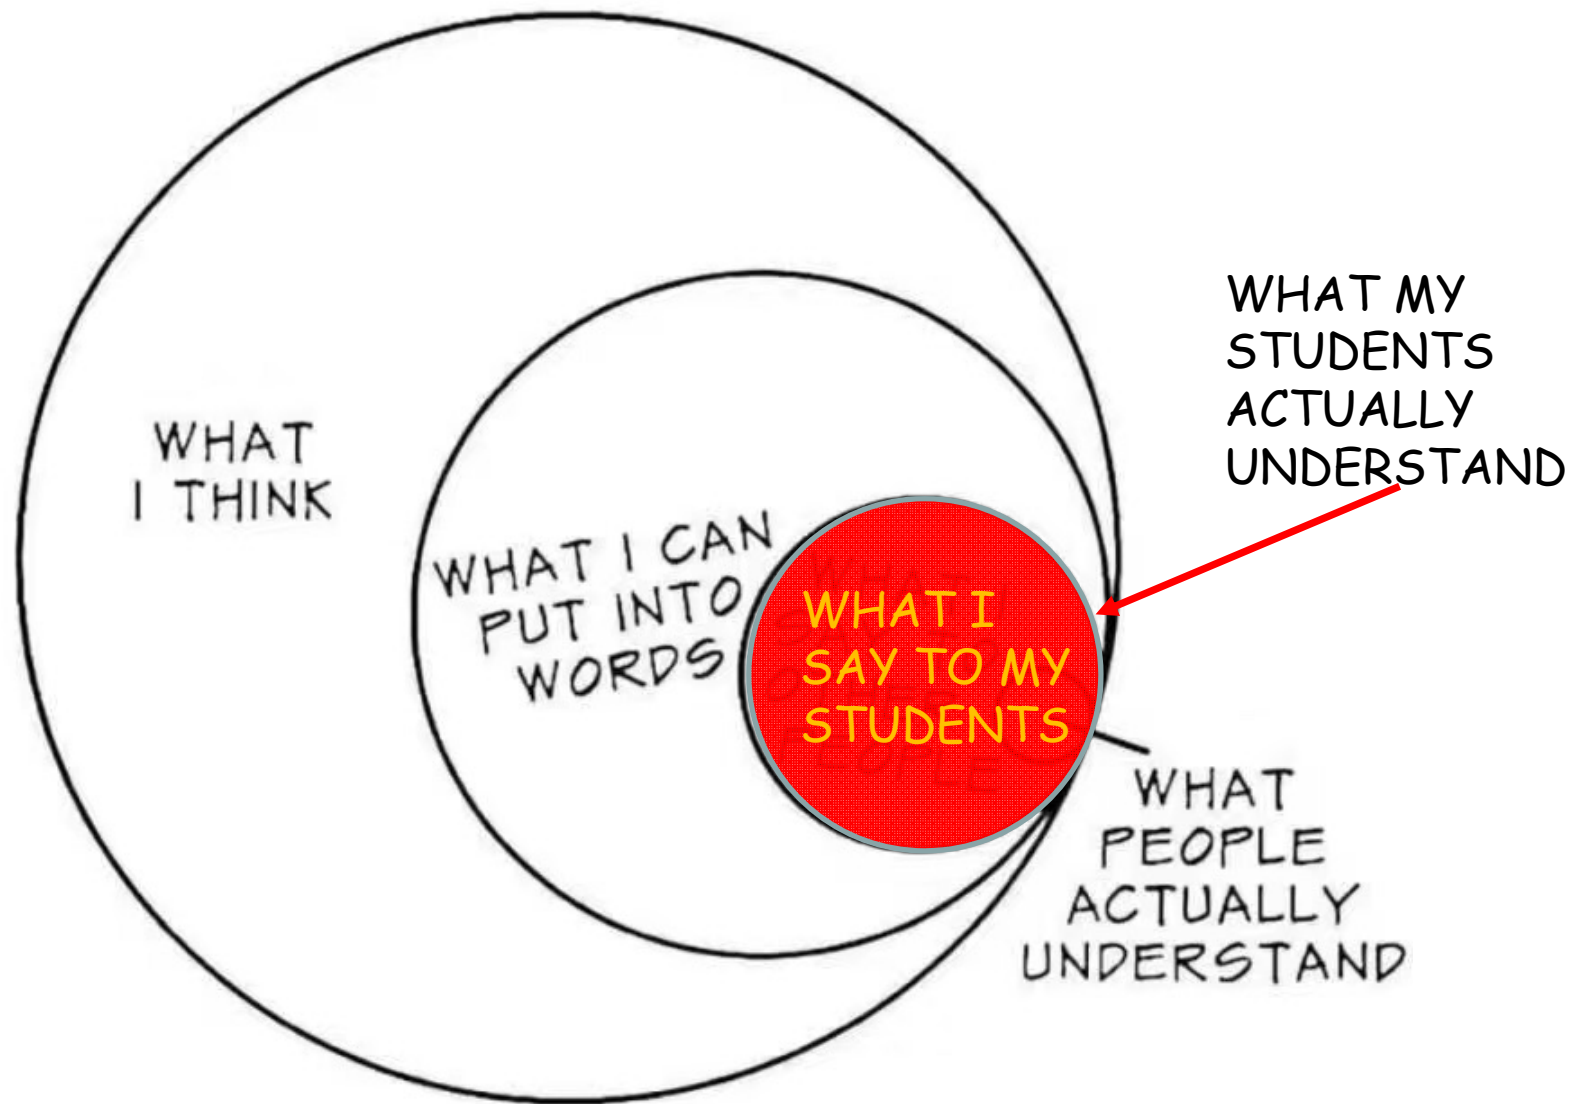 WHAT
I THINK
WHAT I CAN
PUT INTO
WORDS
WHAT I
SAY TO MY
STUDENTS
WHAT MY
STUDENTS
ACTUALLY
UNDERSTAND
WHAT
PEOPLE
ACTUALLY
UNDERSTAND